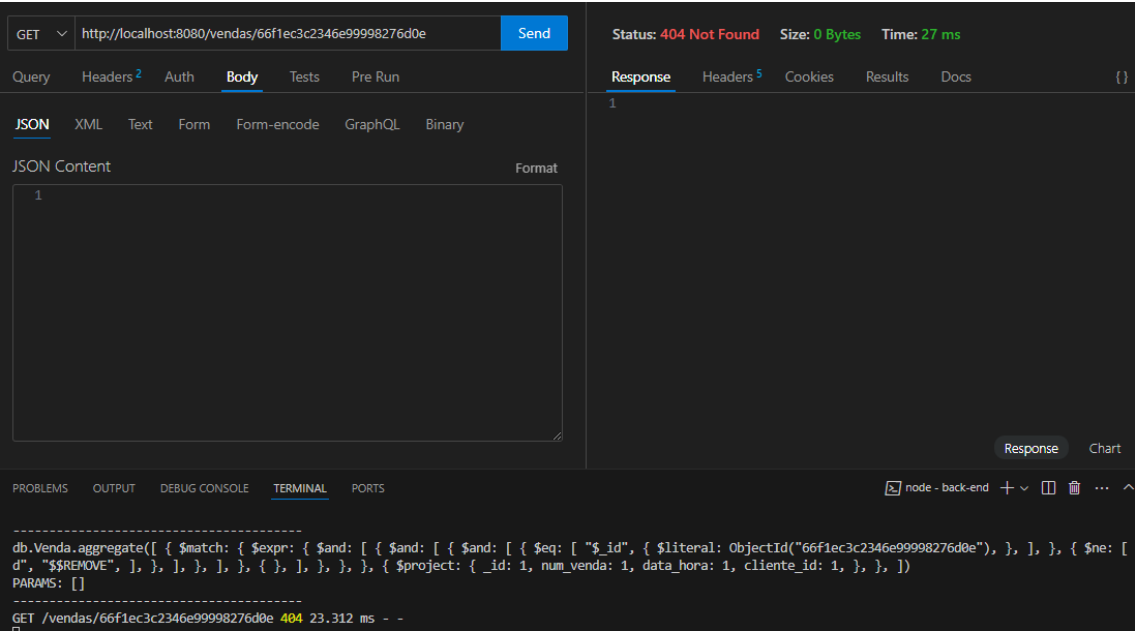 GET http://localhost:8080/vendas/66f1ec3c2346e99998276d0e Send
Status: 404 Not Found Size: 0 Bytes Time: 27 ms
Query Headers 2 Auth Body Tests Pre Run
Response Headers 5 Cookies Results Docs {}
1
JSON XML Text Form Form-encode GraphQL Binary
JSON Content Format
1
Response Chart
PROBLEMS OUTPUT DEBUG CONSOLE TERMINAL PORTS
node - back-end
---------------------------------------
db.Venda.aggregate([ { $match: { $expr: { $and: [ { $and: [ { $and: [ { $eq: [ "$_id", { $literal: ObjectId("66f1ec3c2346e99998276d0e"), }, ], }, { $ne: [
d", "$$REMOVE", ], }, ], }, ], }, { }, ], }, }, }, { $project: { _id: 1, num_venda: 1, data_hora: 1, cliente_id: 1, }, }, ])
PARAMS: []
---------------------------------------
GET /vendas/66f1ec3c2346e99998276d0e 404 23.312 ms - -